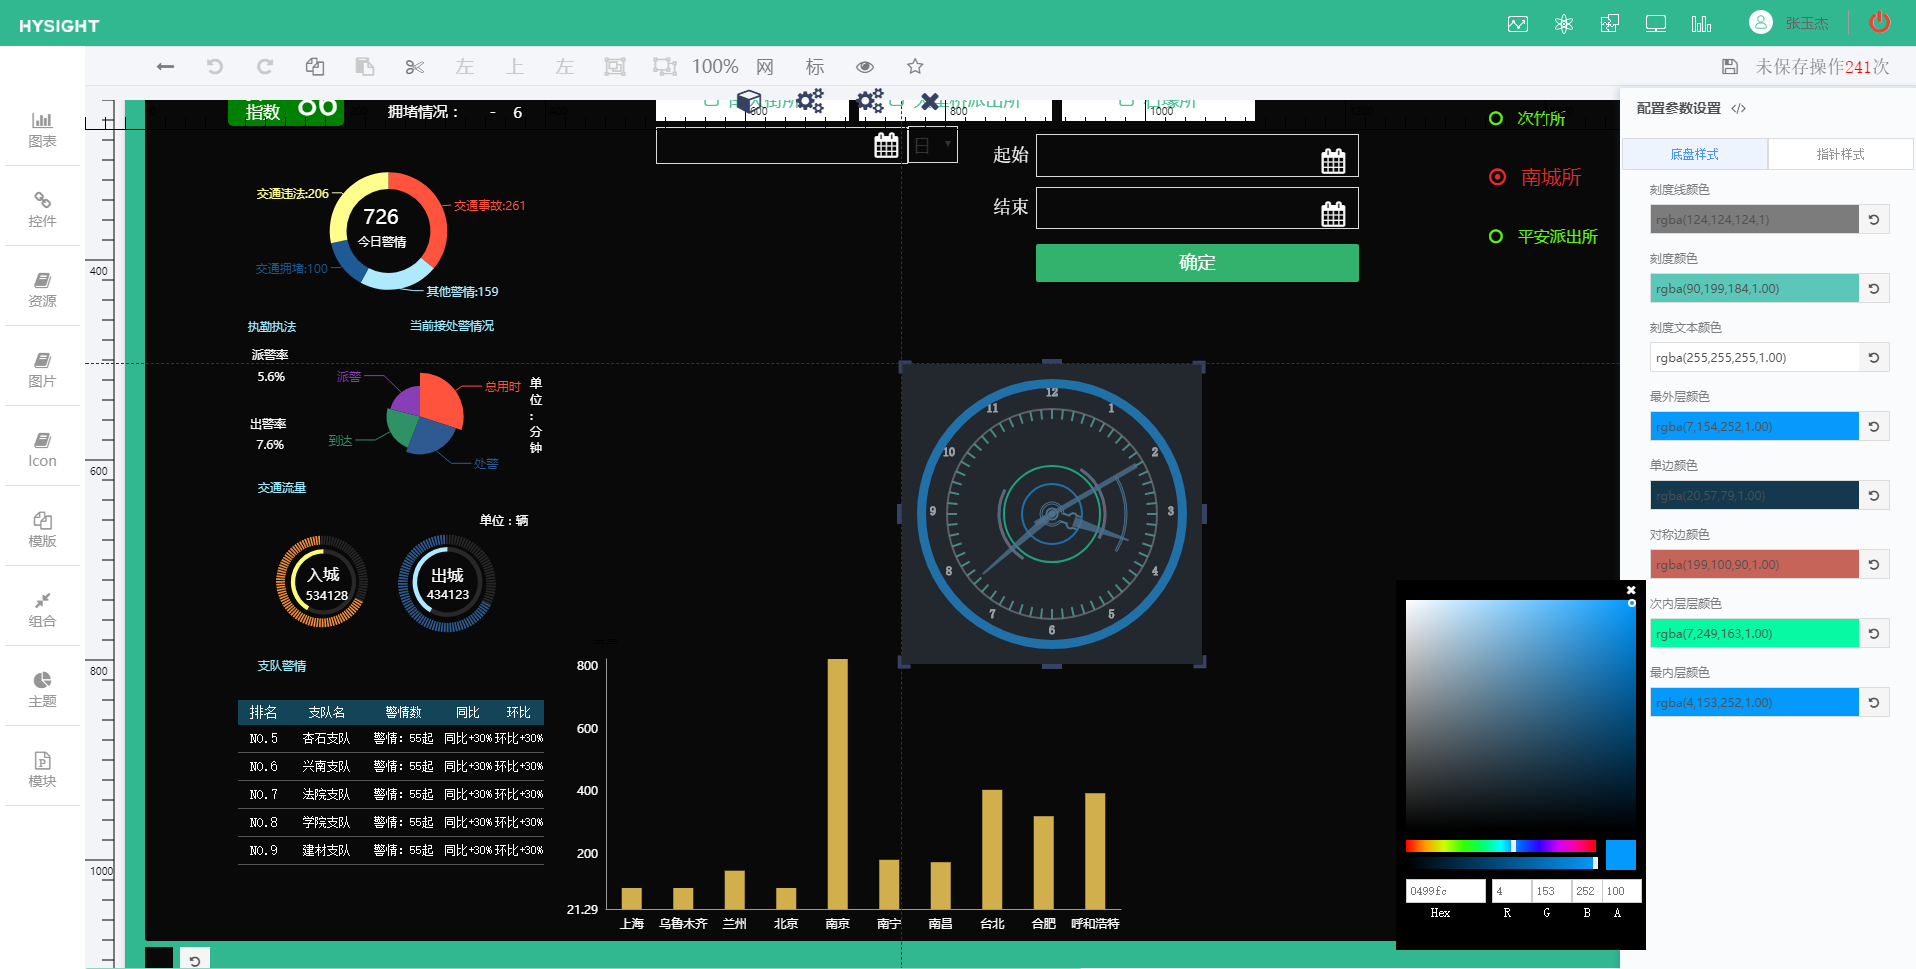 HYSIGHT
张玉杰
左 上 左 100% 网 标
未保存操作241次
图表
控件
资源
图片
Icon
模版
组合
主题
模块
400
600
800
1000
指数 86
拥堵情况： - 6
600
800
1000
日
起始
结束
确定
次竹所
南城所
平安派出所
交通违法:206
交通事故:261
726
今日警情
交通拥堵:100
其他警情:159
执勤执法
当前接处警情况
派警率
5.6%
出警率
7.6%
派警
总用时
到达
处警
单位：分钟
交通流量
单位：辆
入城
534128
出城
434123
支队警情
排名 支队名 警情数 同比 环比
NO.5 杏石支队 警情：55起 同比+30% 环比+30%
NO.6 兴南支队 警情：55起 同比+30% 环比+30%
NO.7 法院支队 警情：55起 同比+30% 环比+30%
NO.8 学院支队 警情：55起 同比+30% 环比+30%
NO.9 建材支队 警情：55起 同比+30% 环比+30%
800
600
400
200
21.29
上海 乌鲁木齐 兰州 北京 南京 南宁 南昌 台北 合肥 呼和浩特
12
1
2
3
4
5
6
7
8
9
10
11
配置参数设置
底盘样式 指针样式
刻度线颜色
rgba(124,124,124,1)
刻度颜色
rgba(90,199,184,1.00)
刻度文本颜色
rgba(255,255,255,1.00)
最外层颜色
rgba(7,154,252,1.00)
单边颜色
rgba(20,57,79,1.00)
对称边颜色
rgba(199,100,90,1.00)
次内层层颜色
rgba(7,249,163,1.00)
最内层颜色
rgba(4,153,252,1.00)
0499fc 4 153 252 100
Hex R G B A